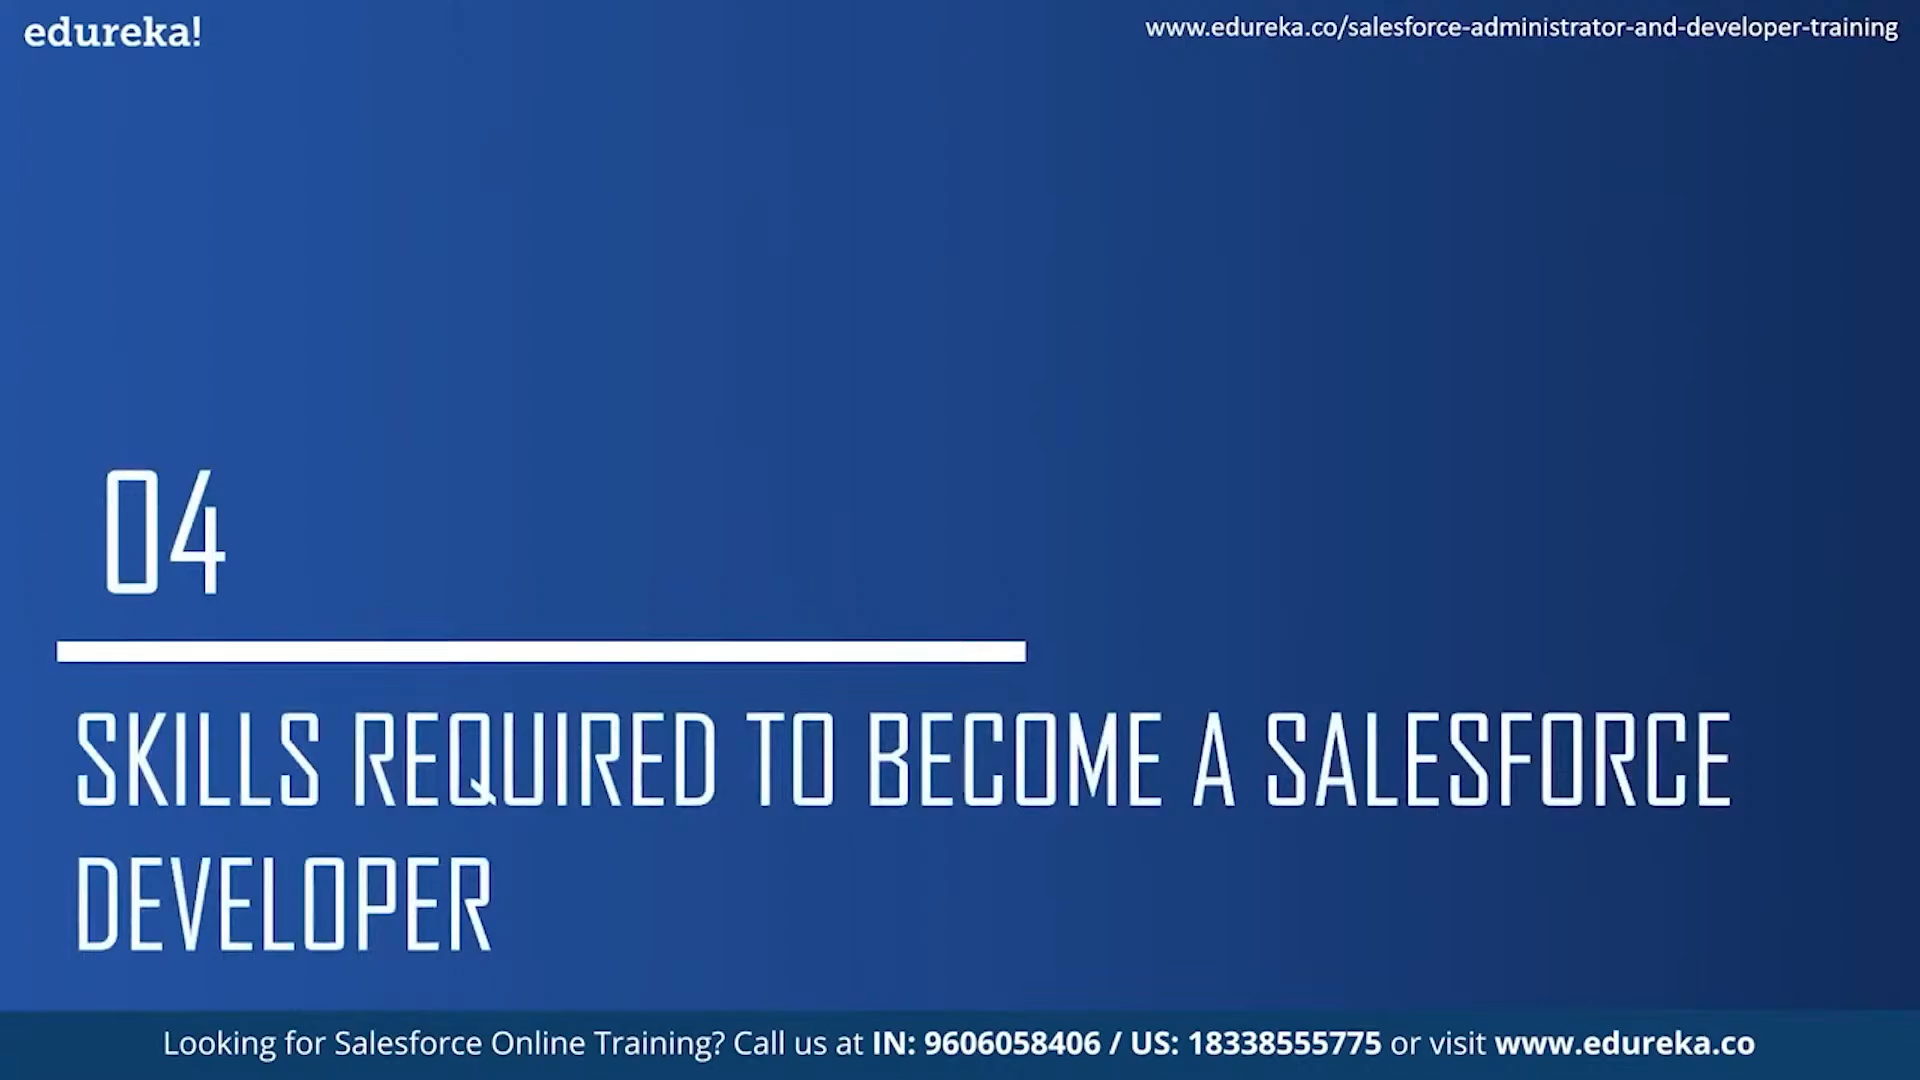 edureka!
www.edureka.co/salesforce-administrator-and-developer-training
04
SKILLS REQUIRED TO BECOME A SALESFORCE
DEVELOPER
Looking for Salesforce Online Training? Call us at IN: 9606058406 / US: 18338555775 or visit www.edureka.co